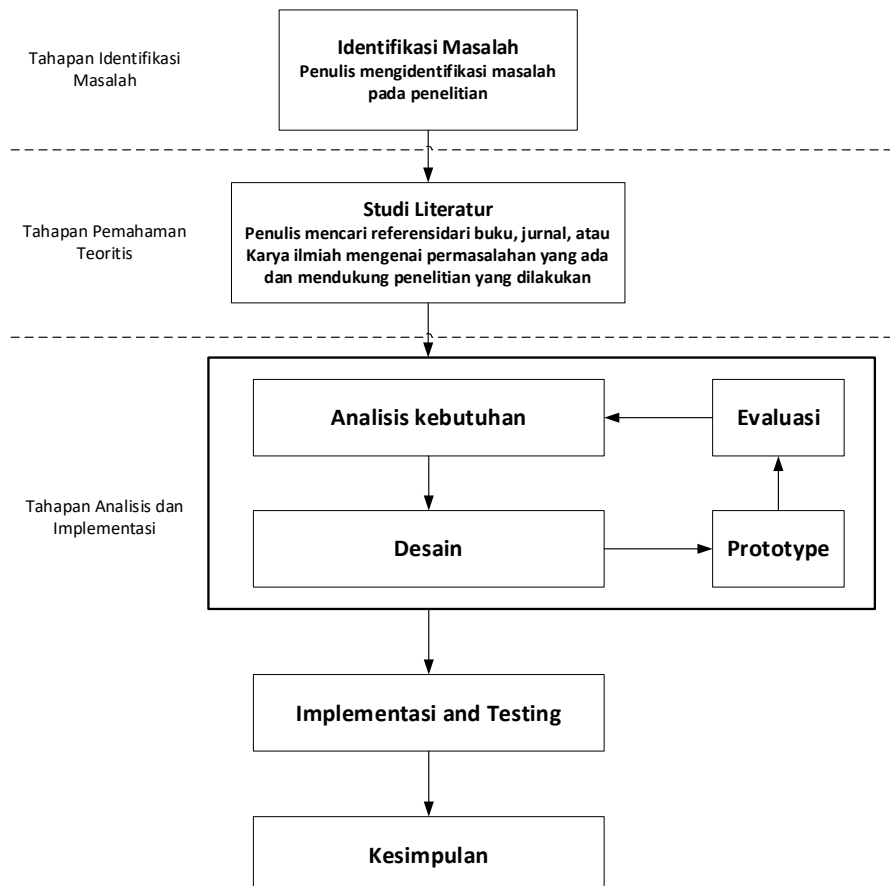 Tahapan Identifikasi
Masalah
Identifikasi Masalah
Penulis mengidentifikasi masalah
pada penelitian
Tahapan Pemahaman
Teoritis
Studi Literatur
Penulis mencari referensidari buku, jurnal, atau
Karya ilmiah mengenai permasalahan yang ada
dan mendukung penelitian yang dilakukan
Tahapan Analisis dan
Implementasi
Analisis kebutuhan
Evaluasi
Desain
Prototype
Implementasi and Testing
Kesimpulan